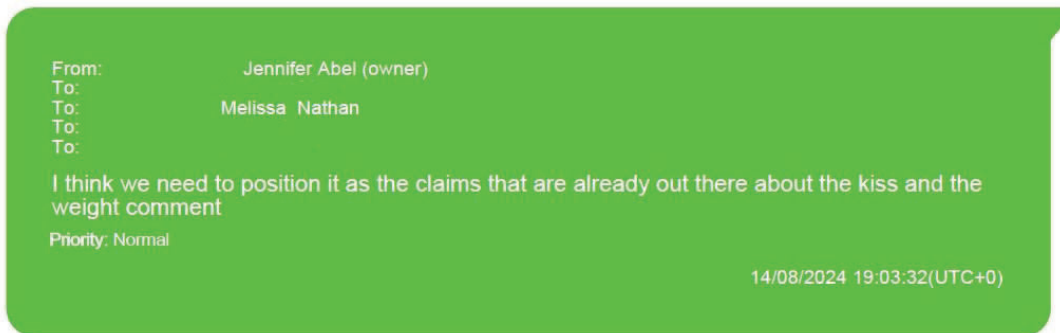 From: Jennifer Abel (owner)
To:
To: Melissa Nathan
To:
To:
I think we need to position it as the claims that are already out there about the kiss and the
weight comment
Priority: Normal
14/08/2024 19:03:32(UTC+0)